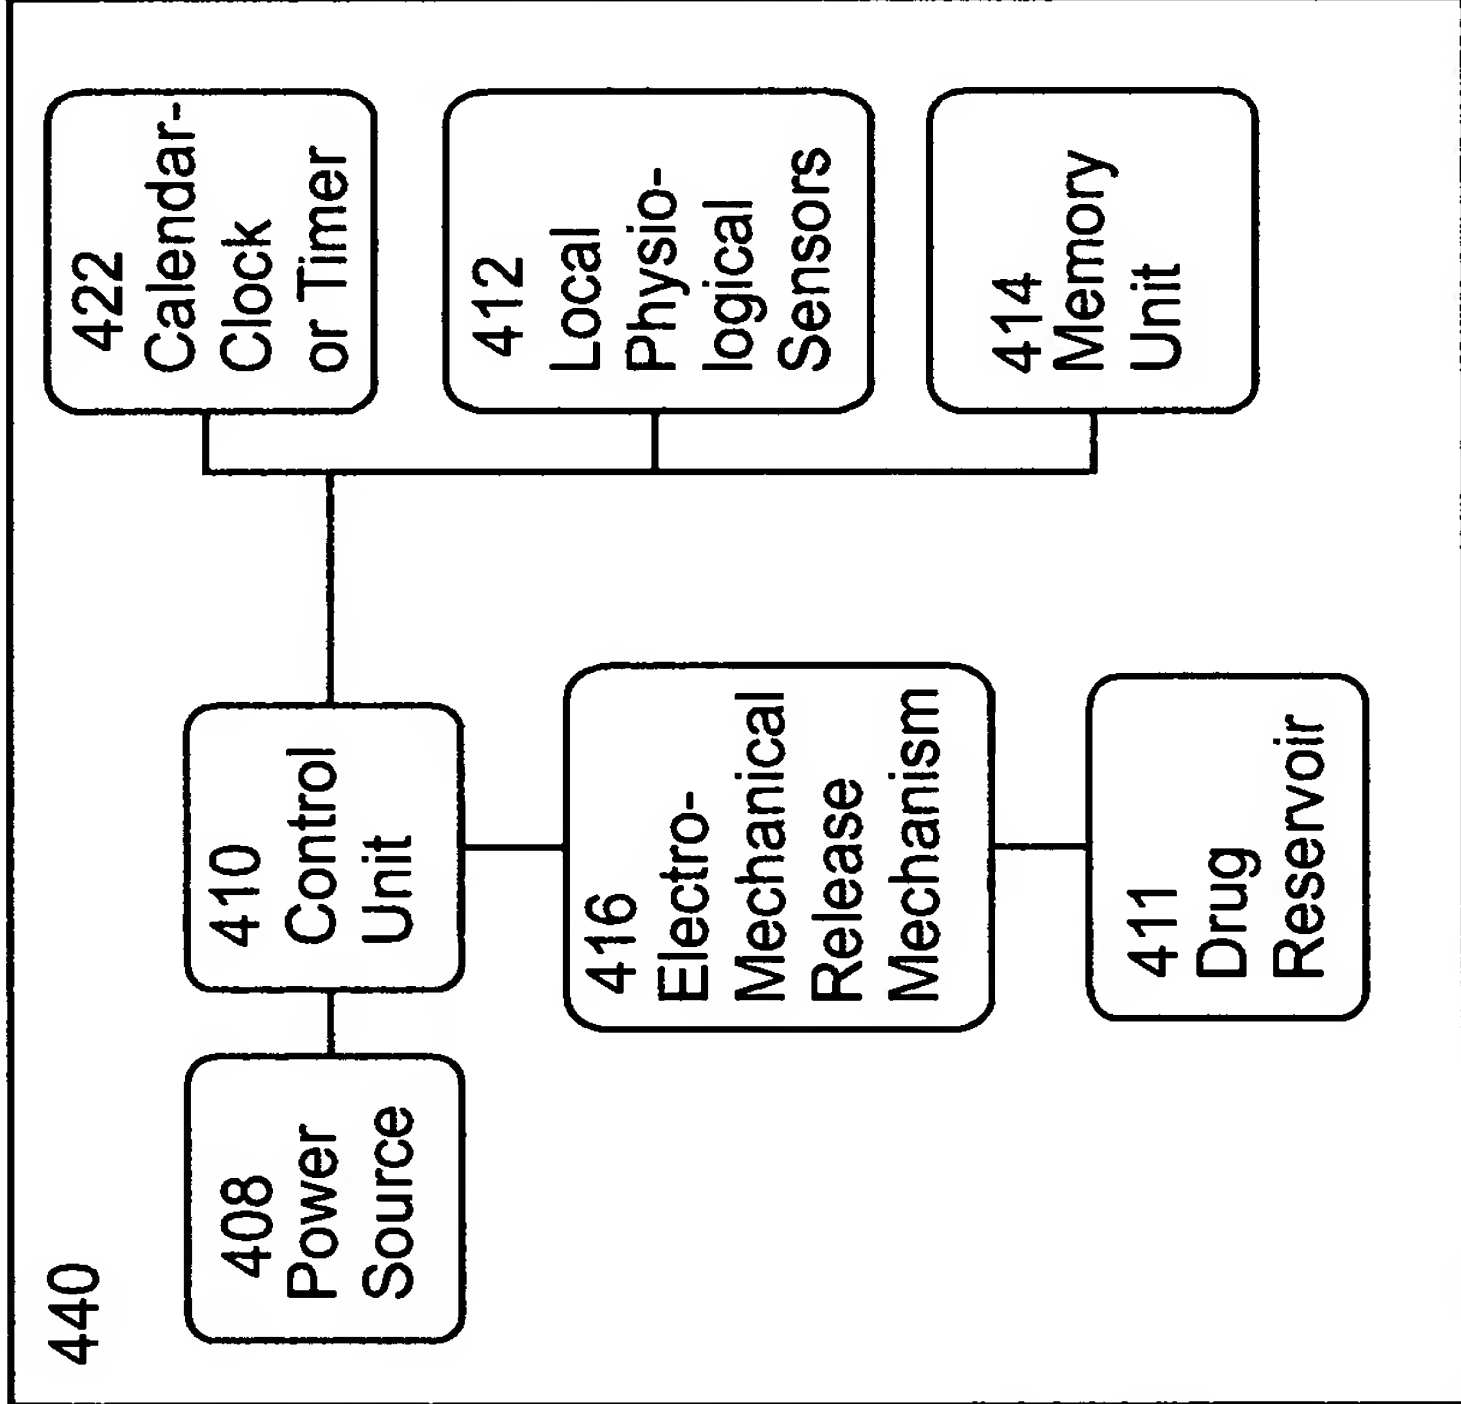 440
408
Power
Source
410
Control
Unit
422
Calendar-
Clock
or Timer
416
Electro-
Mechanical
Release
Mechanism
412
Local
Physio-
logical
Sensors
411
Drug
Reservoir
414
Memory
Unit